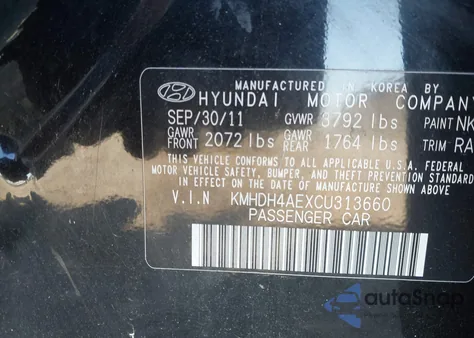 MANUFACTURED IN KOREA BY
HYUNDAI MOTOR COMPANY
SEP/30/11 GVWR 3792 lbs PAINT NK
GAWR FRONT 2072 lbs GAWR REAR 1764 lbs TRIM RA
THIS VEHICLE CONFORMS TO ALL APPLICABLE U.S.A. FEDERAL
MOTOR VEHICLE SAFETY, BUMPER, AND THEFT PREVENTION STANDARDS
IN EFFECT ON THE DATE OF MANUFACTURE SHOWN ABOVE
V.I.N KMHDH4AEXCU313660
PASSENGER CAR
autoSnap